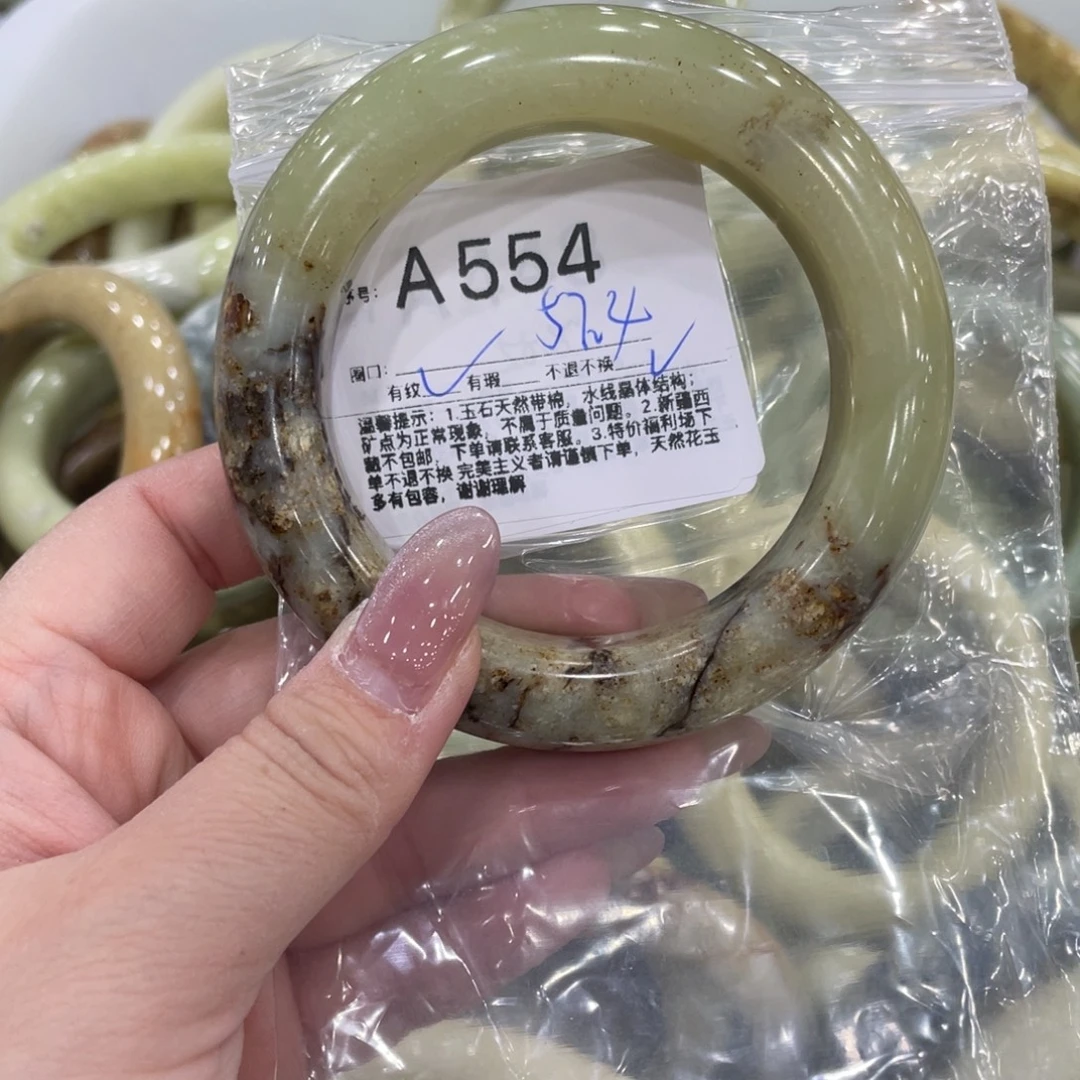 号: A554
57.4
圈口:
有纹 ✓ 有瑕 不退不换 ✓
温馨提示: 1.玉石天然带棉, 水线晶体结构;
矿点为正常现象, 不属于质量问题。2.新疆西
藏不包邮, 下单请联系客服。3.特价福利场下
单不退不换 完美主义者请谨慎下单, 天然花玉
多有包容, 谢谢理解